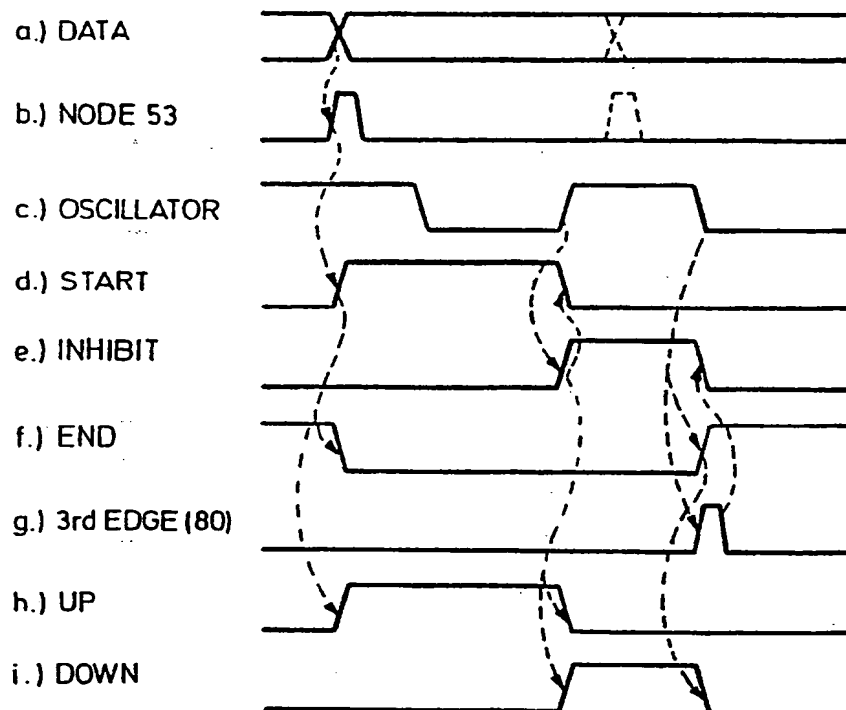 a.) DATA
b.) NODE 53
c.) OSCILLATOR
d.) START
e.) INHIBIT
f.) END
g.) 3rd EDGE (80)
h.) UP
i.) DOWN